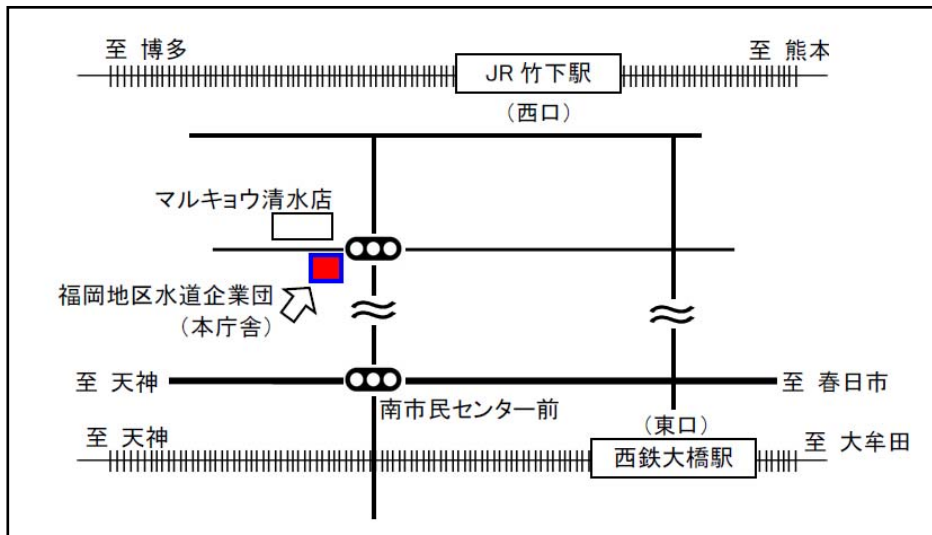 至 博多
至 熊本
JR 竹下駅
（西口）
マルキョウ清水店
福岡地区水道企業団
（本庁舎）
至 天神
至 春日市
南市民センター前
至 天神
（東口）
西鉄大橋駅
至 大牟田